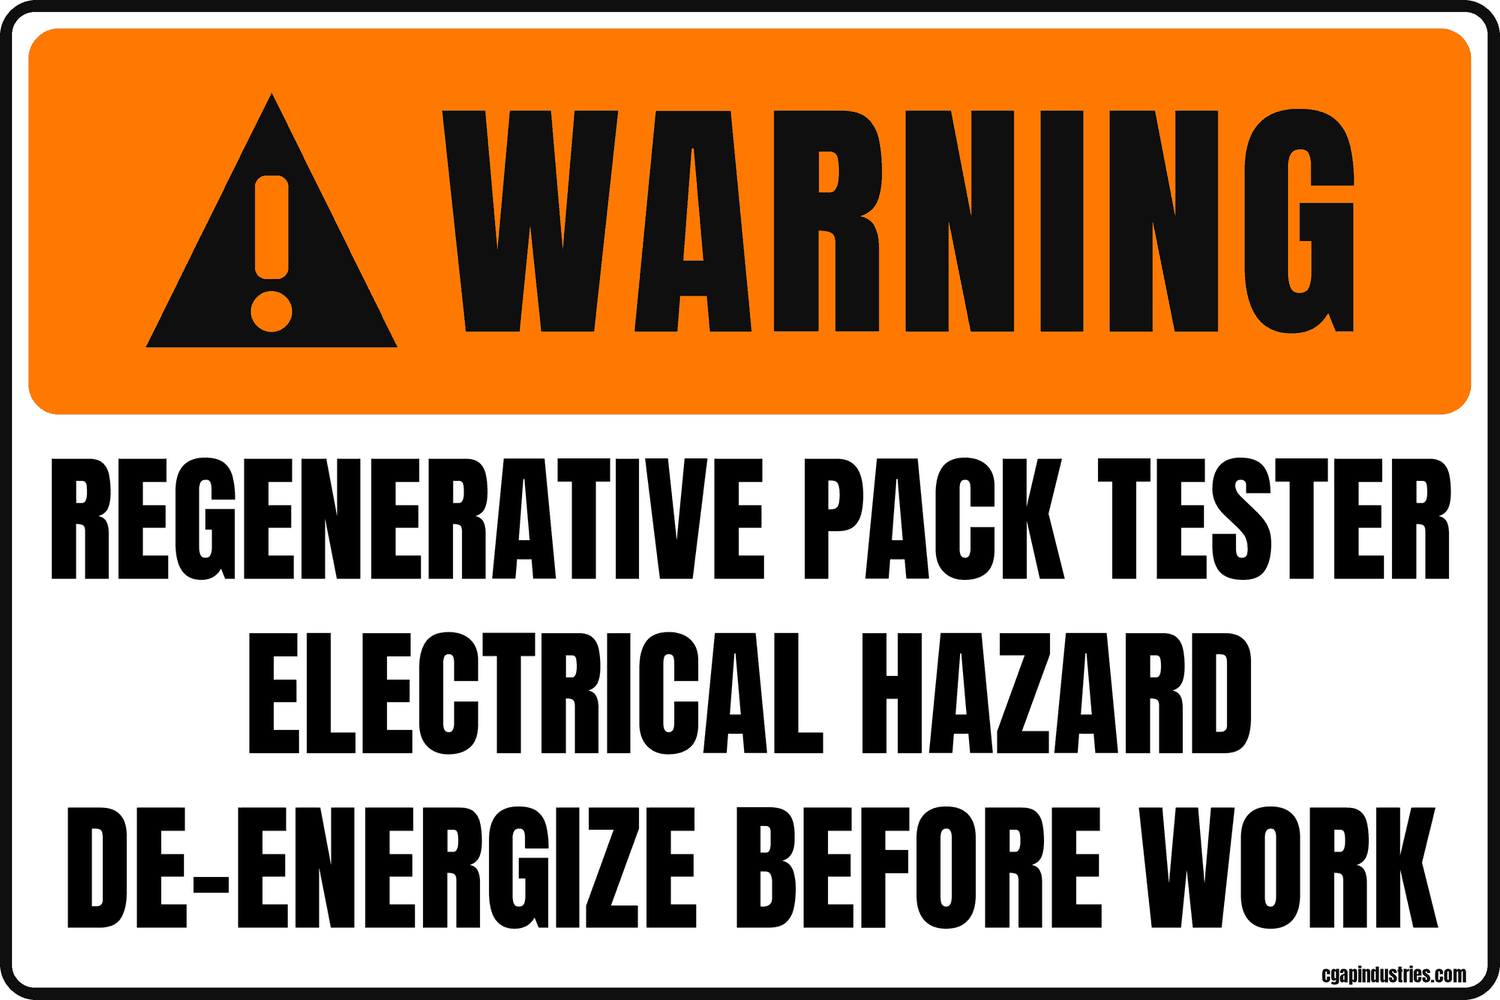 WARNING
REGENERATIVE PACK TESTER
ELECTRICAL HAZARD
DE-ENERGIZE BEFORE WORK
cgapindustries.com